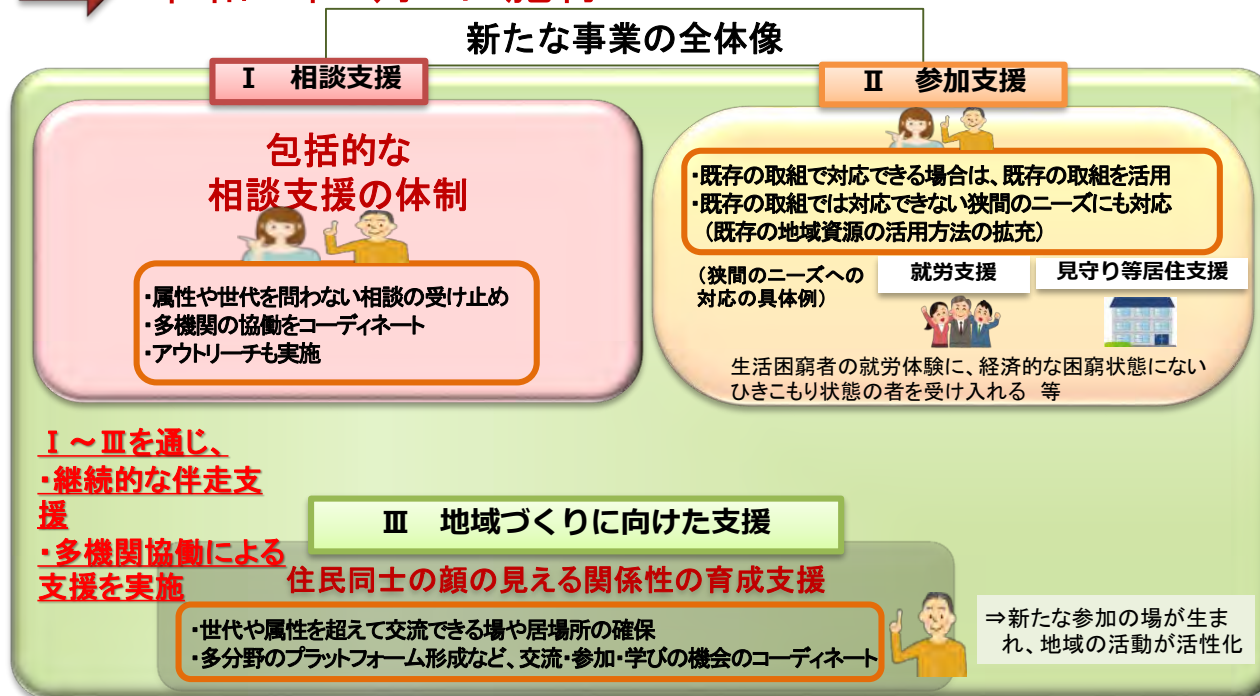 新たな事業の全体像
Ⅰ 相談支援
包括的な
相談支援の体制
・属性や世代を問わない相談の受け止め
・多機関の協働をコーディネート
・アウトリーチも実施
Ⅱ 参加支援
・既存の取組で対応できる場合は、既存の取組を活用
・既存の取組では対応できない狭間のニーズにも対応
（既存の地域資源の活用方法の拡充）
（狭間のニーズへの
対応の具体例）
就労支援
見守り等居住支援
生活困窮者の就労体験に、経済的な困窮状態にない
ひきこもり状態の者を受け入れる 等
Ⅰ～Ⅲを通じ、
・継続的な伴走支
援
・多機関協働による
支援を実施
Ⅲ 地域づくりに向けた支援
住民同士の顔の見える関係性の育成支援
・世代や属性を超えて交流できる場や居場所の確保
・多分野のプラットフォーム形成など、交流・参加・学びの機会のコーディネート
⇒新たな参加の場が生ま
れ、地域の活動が活性化